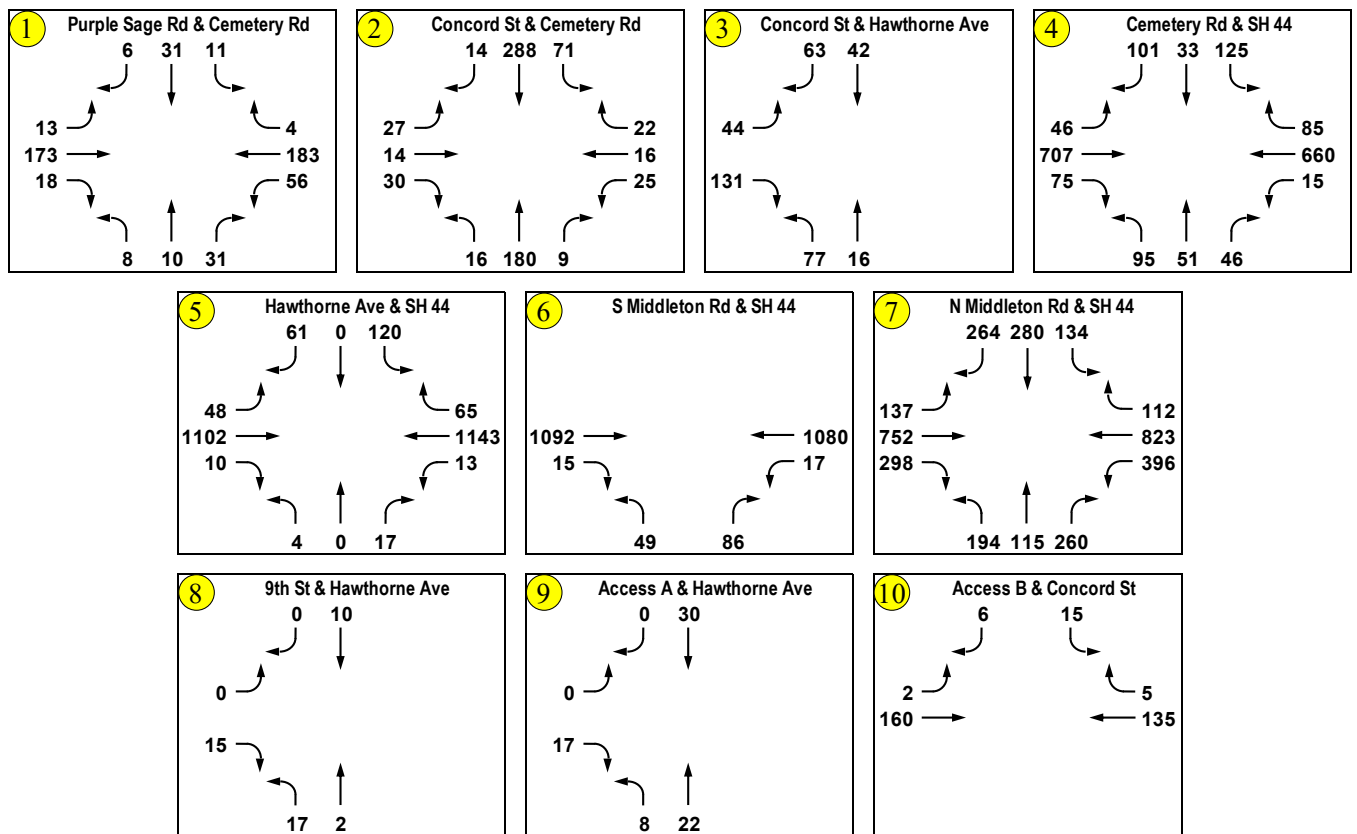 1 Purple Sage Rd & Cemetery Rd
6 31 11
13 4
173 183
18 56
8 10 31
2 Concord St & Cemetery Rd
14 288 71
27 22
14 16
30 25
16 180 9
3 Concord St & Hawthorne Ave
63 42
44
131
77 16
4 Cemetery Rd & SH 44
101 33 125
46 85
707 660
75 15
95 51 46
5 Hawthorne Ave & SH 44
61 0 120
48 65
1102 1143
10 13
4 0 17
6 S Middleton Rd & SH 44
1092 1080
15 17
49 86
7 N Middleton Rd & SH 44
264 280 134
137 112
752 823
298 396
194 115 260
8 9th St & Hawthorne Ave
0 10
0
15
17 2
9 Access A & Hawthorne Ave
0 30
0
17
8 22
10 Access B & Concord St
6 15
2 5
160 135